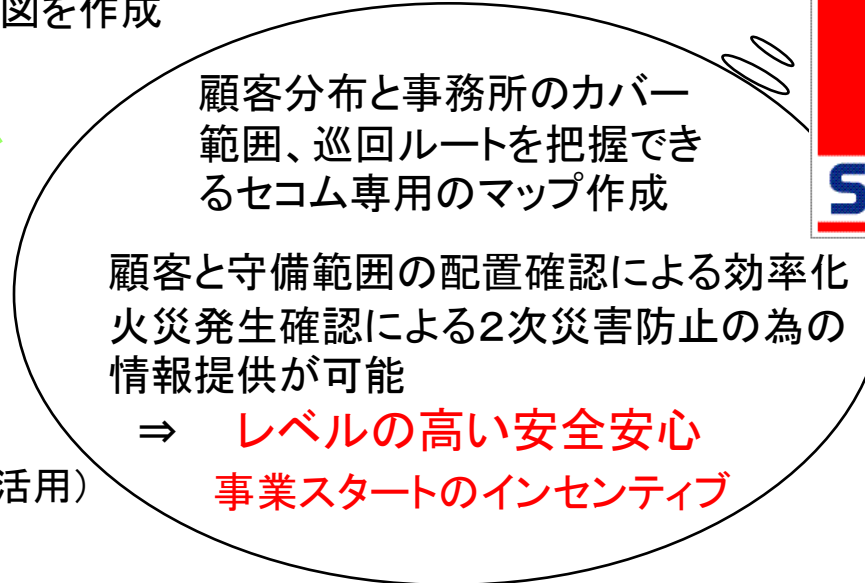 図を作成
顧客分布と事務所のカバー
範囲、巡回ルートを把握でき
るセコム専用のマップ作成
S
顧客と守備範囲の配置確認による効率化
火災発生確認による２次災害防止の為の
情報提供が可能
⇒ レベルの高い安全安心
活用）
事業スタートのインセンティブ